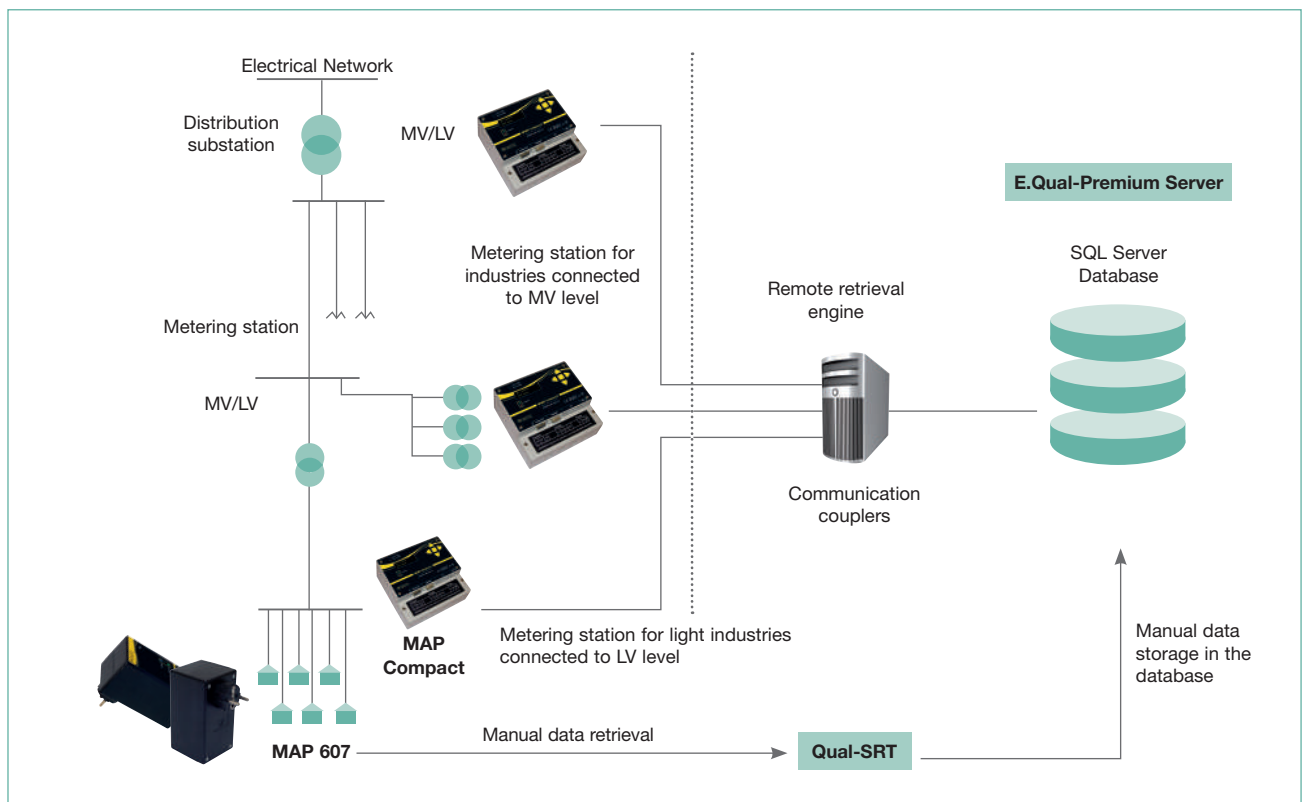 Electrical Network
Distribution
substation
MV/LV
E.Qual-Premium Server
Metering station for
industries connected
to MV level
SQL Server
Database
Remote retrieval
engine
Metering station
MV/LV
Communication
couplers
MAP
Compact
Metering station for light industries
connected to LV level
Manual data
storage in the
database
MAP 607
Manual data retrieval
Qual-SRT